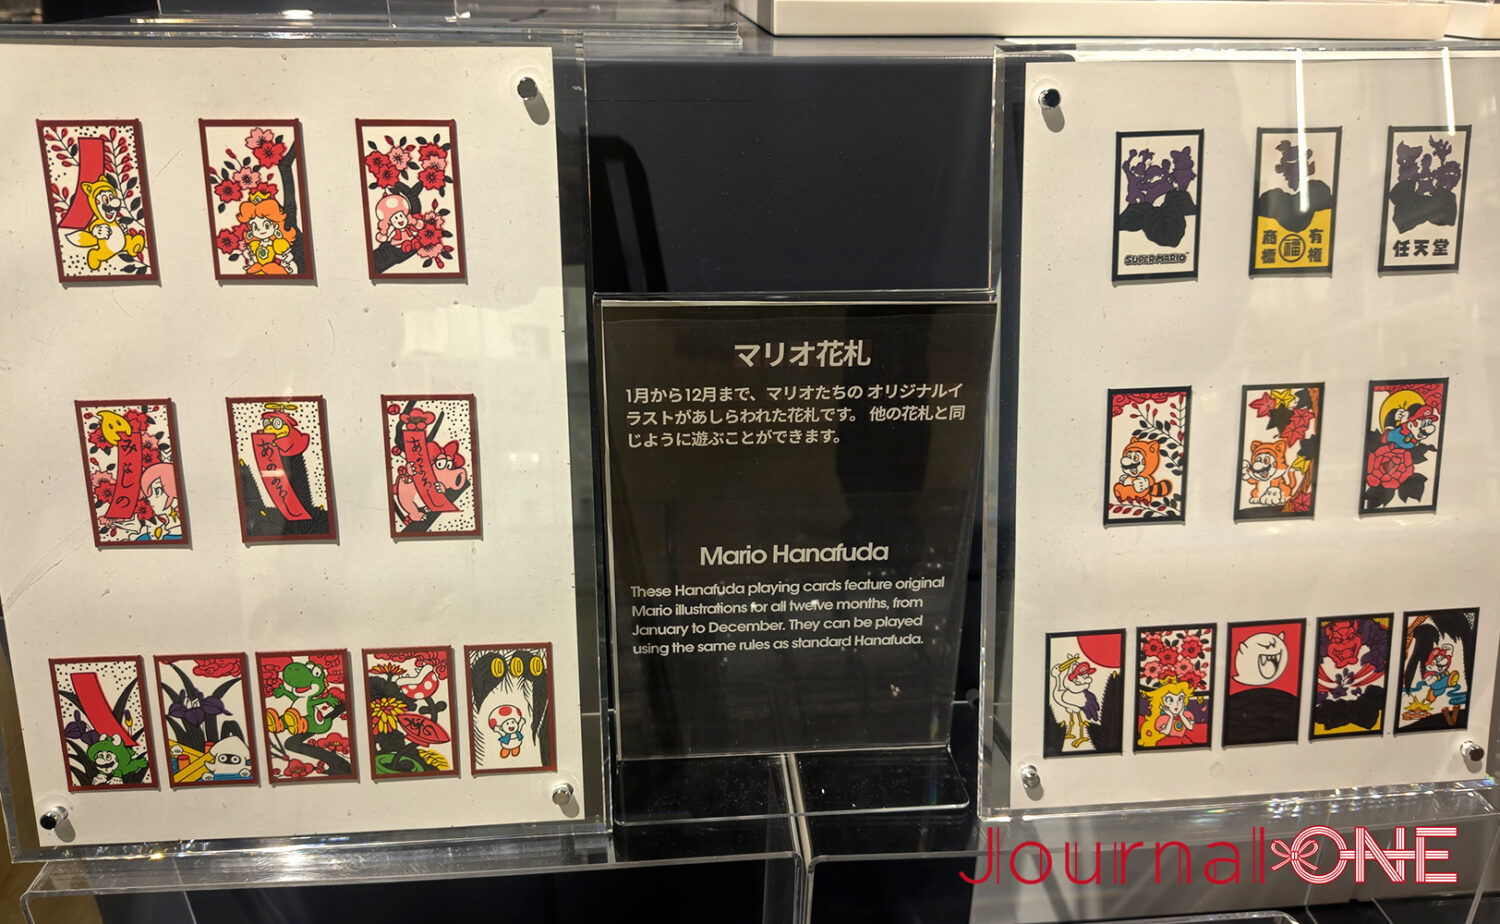 みなしの
あのよろし
あのよろし
マリオ花札
1月から12月まで、マリオたちの オリジナルイ
ラストがあしらわれた花札です。 他の花札と同
じように遊ぶことができます。
Mario Hanafuda
These Hanafuda playing cards feature original
Mario illustrations for all twelve months, from
January to December. They can be played
using the same rules as standard Hanafuda.
SUPER MARIO
商標
福
有権
任天堂
Journal ONE